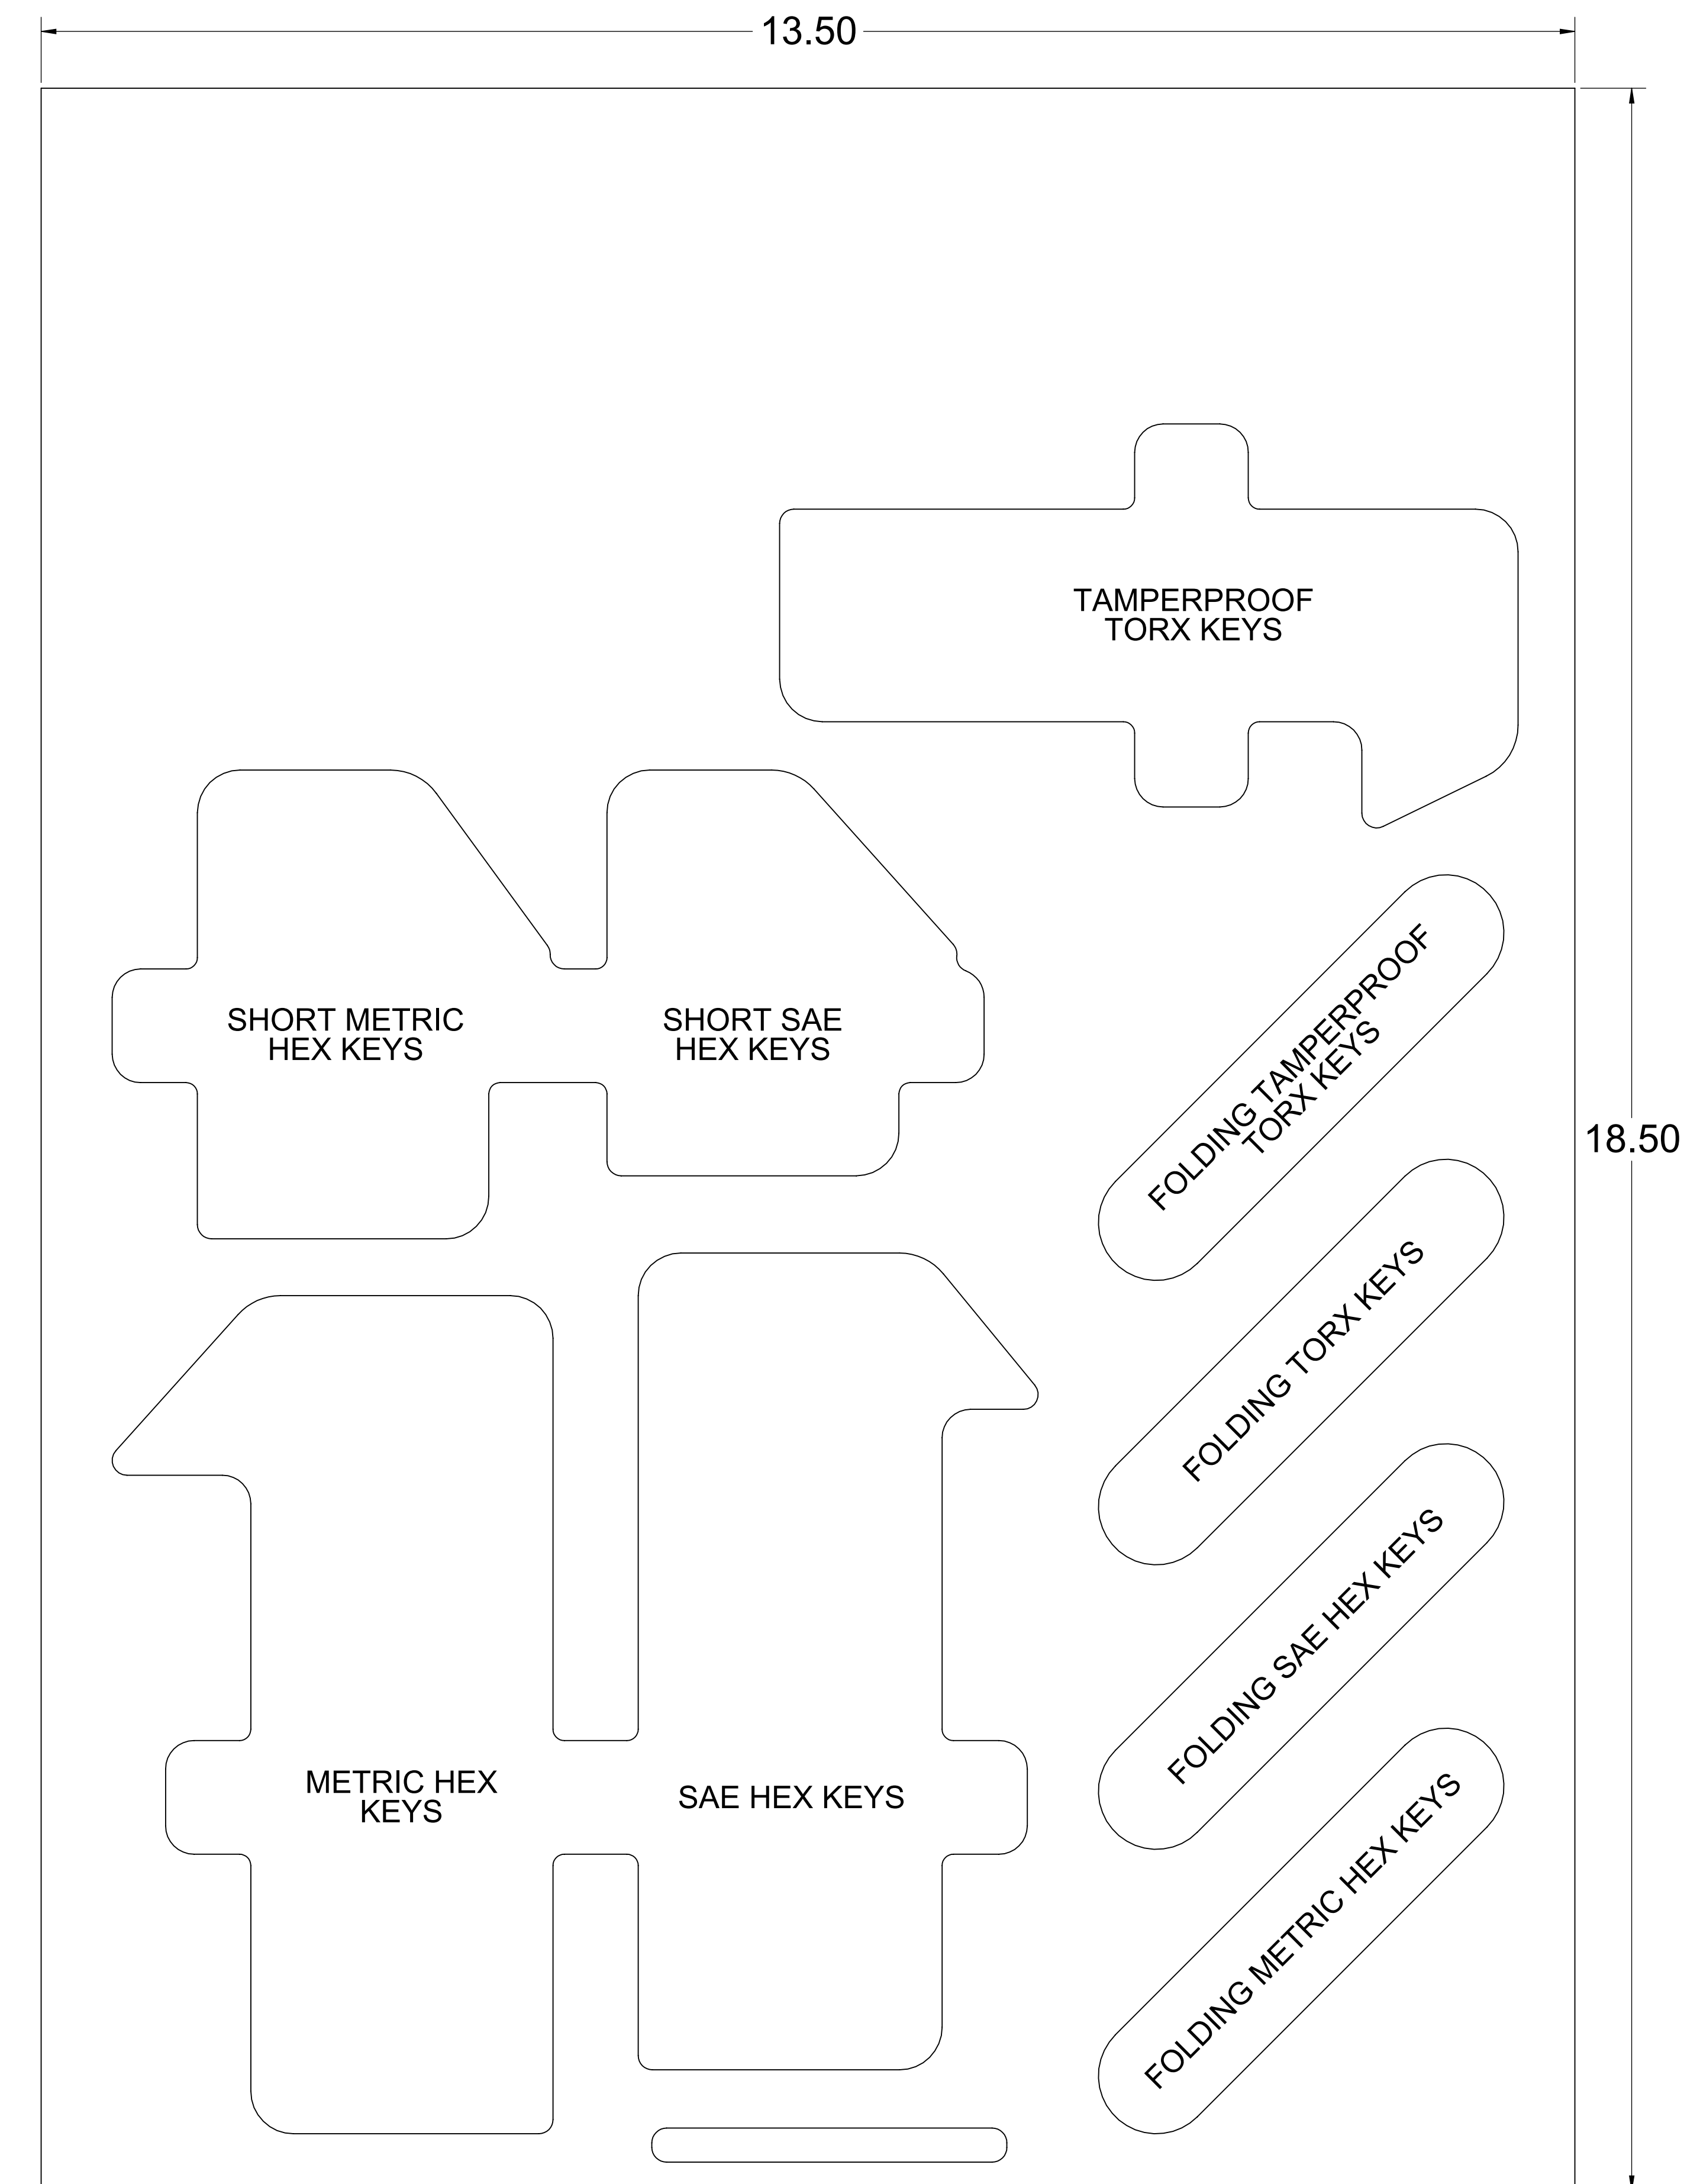 13.50
TAMPERPROOF
TORX KEYS
SHORT METRIC
HEX KEYS
SHORT SAE
HEX KEYS
FOLDING TAMPERPROOF
TORX KEYS
18.50
FOLDING TORX KEYS
FOLDING SAE HEX KEYS
METRIC HEX
KEYS
SAE HEX KEYS
FOLDING METRIC HEX KEYS